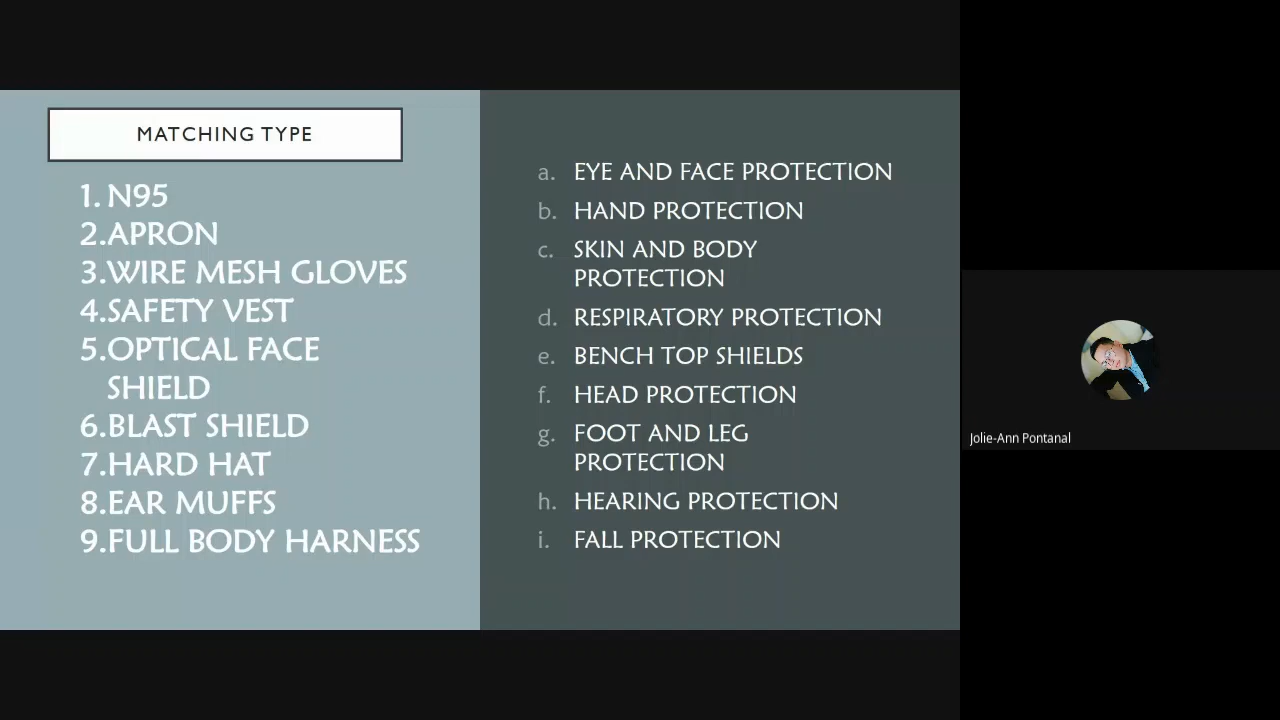 MATCHING TYPE
1. N95
2.APRON
3.WIRE MESH GLOVES
4.SAFETY VEST
5.OPTICAL FACE
SHIELD
6.BLAST SHIELD
7.HARD HAT
8.EAR MUFFS
9.FULL BODY HARNESS
a. EYE AND FACE PROTECTION
b. HAND PROTECTION
c. SKIN AND BODY
PROTECTION
d. RESPIRATORY PROTECTION
e. BENCH TOP SHIELDS
f. HEAD PROTECTION
g. FOOT AND LEG
PROTECTION
h. HEARING PROTECTION
i. FALL PROTECTION
Jolie-Ann Pontanal